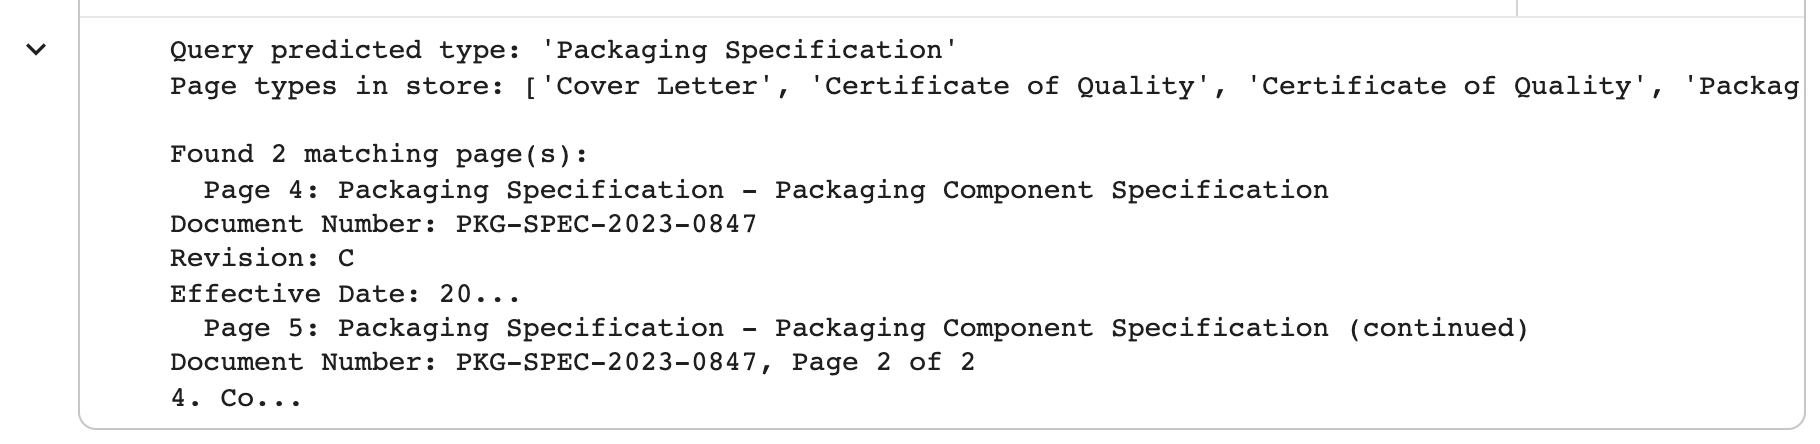 Query predicted type: 'Packaging Specification'
Page types in store: ['Cover Letter', 'Certificate of Quality', 'Certificate of Quality', 'Packag
Found 2 matching page(s):
Page 4: Packaging Specification – Packaging Component Specification
Document Number: PKG-SPEC-2023-0847
Revision: C
Effective Date: 20...
Page 5: Packaging Specification – Packaging Component Specification (continued)
Document Number: PKG-SPEC-2023-0847, Page 2 of 2
4. Co...